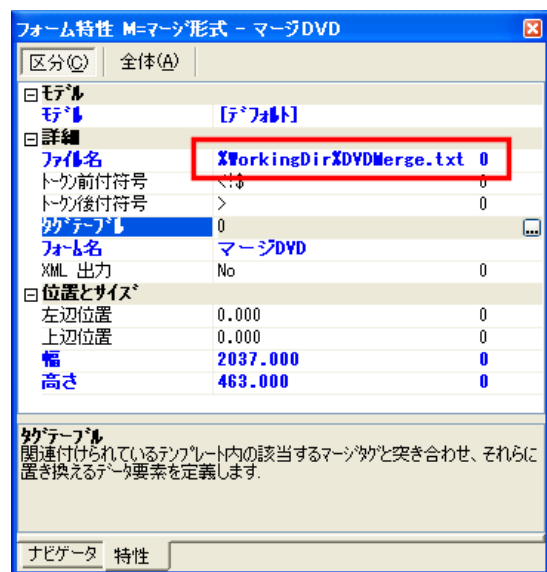 フォーム特性 M=マージ形式 - マージDVD
区分(C) 全体(A)
ﾓﾃﾞﾙ
ﾓﾃﾞﾙ [ﾃﾞﾌｫﾙﾄ]
詳細
ﾌｧｲﾙ名 %WorkingDir%DVDMerge.txt 0
ﾄｰｸﾝ前付符号 <!$ 0
ﾄｰｸﾝ後付符号 > 0
ﾀｸﾞﾃｰﾌﾞﾙ 0 ...
ﾌｫｰﾑ名 マージDVD
XML 出力 No 0
位置とｻｲｽﾞ
左辺位置 0.000 0
上辺位置 0.000 0
幅 2037.000 0
高さ 463.000 0
ﾀｸﾞﾃｰﾌﾞﾙ
関連付けられているﾃﾝﾌﾟﾚｰﾄ内の該当するﾏｰｼﾞﾀｸﾞと突き合わせ、それらに
置き換えるﾃﾞｰﾀ要素を定義します.
ナビゲータ 特性